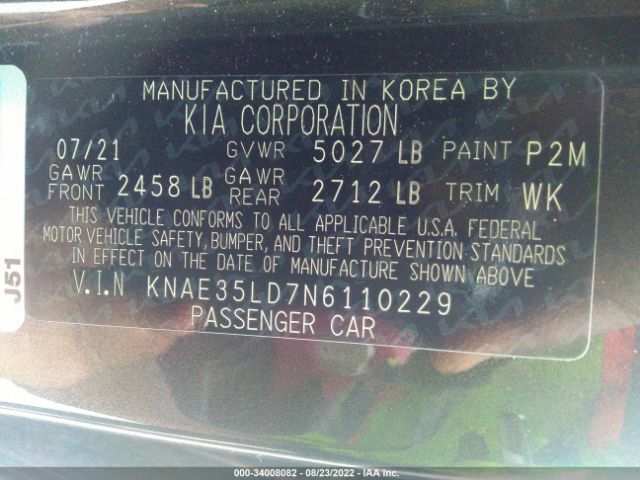 MANUFACTURED IN KOREA BY
KIA CORPORATION
07/21 GVWR 5027 LB PAINT P2M
GAWR FRONT 2458 LB GAWR REAR 2712 LB TRIM WK
THIS VEHICLE CONFORMS TO ALL APPLICABLE U.S.A. FEDERAL
MOTOR VEHICLE SAFETY, BUMPER, AND THEFT PREVENTION STANDARDS
IN EFFECT ON THE DATE OF MANUFACTURE SHOWN ABOVE
V.I.N KNAE35LD7N6110229
PASSENGER CAR
J51
000-34008082 - 08/23/2022 - IAA Inc.